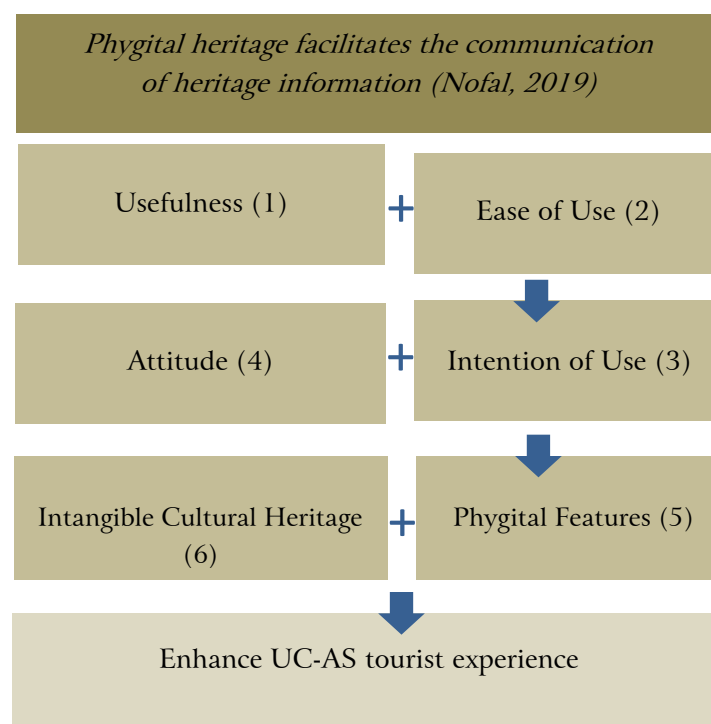 Phygital heritage facilitates the communication
of heritage information (Nofal, 2019)
Usefulness (1)
+
Ease of Use (2)
Attitude (4)
+
Intention of Use (3)
Intangible Cultural Heritage
(6)
+
Phygital Features (5)
Enhance UC-AS tourist experience